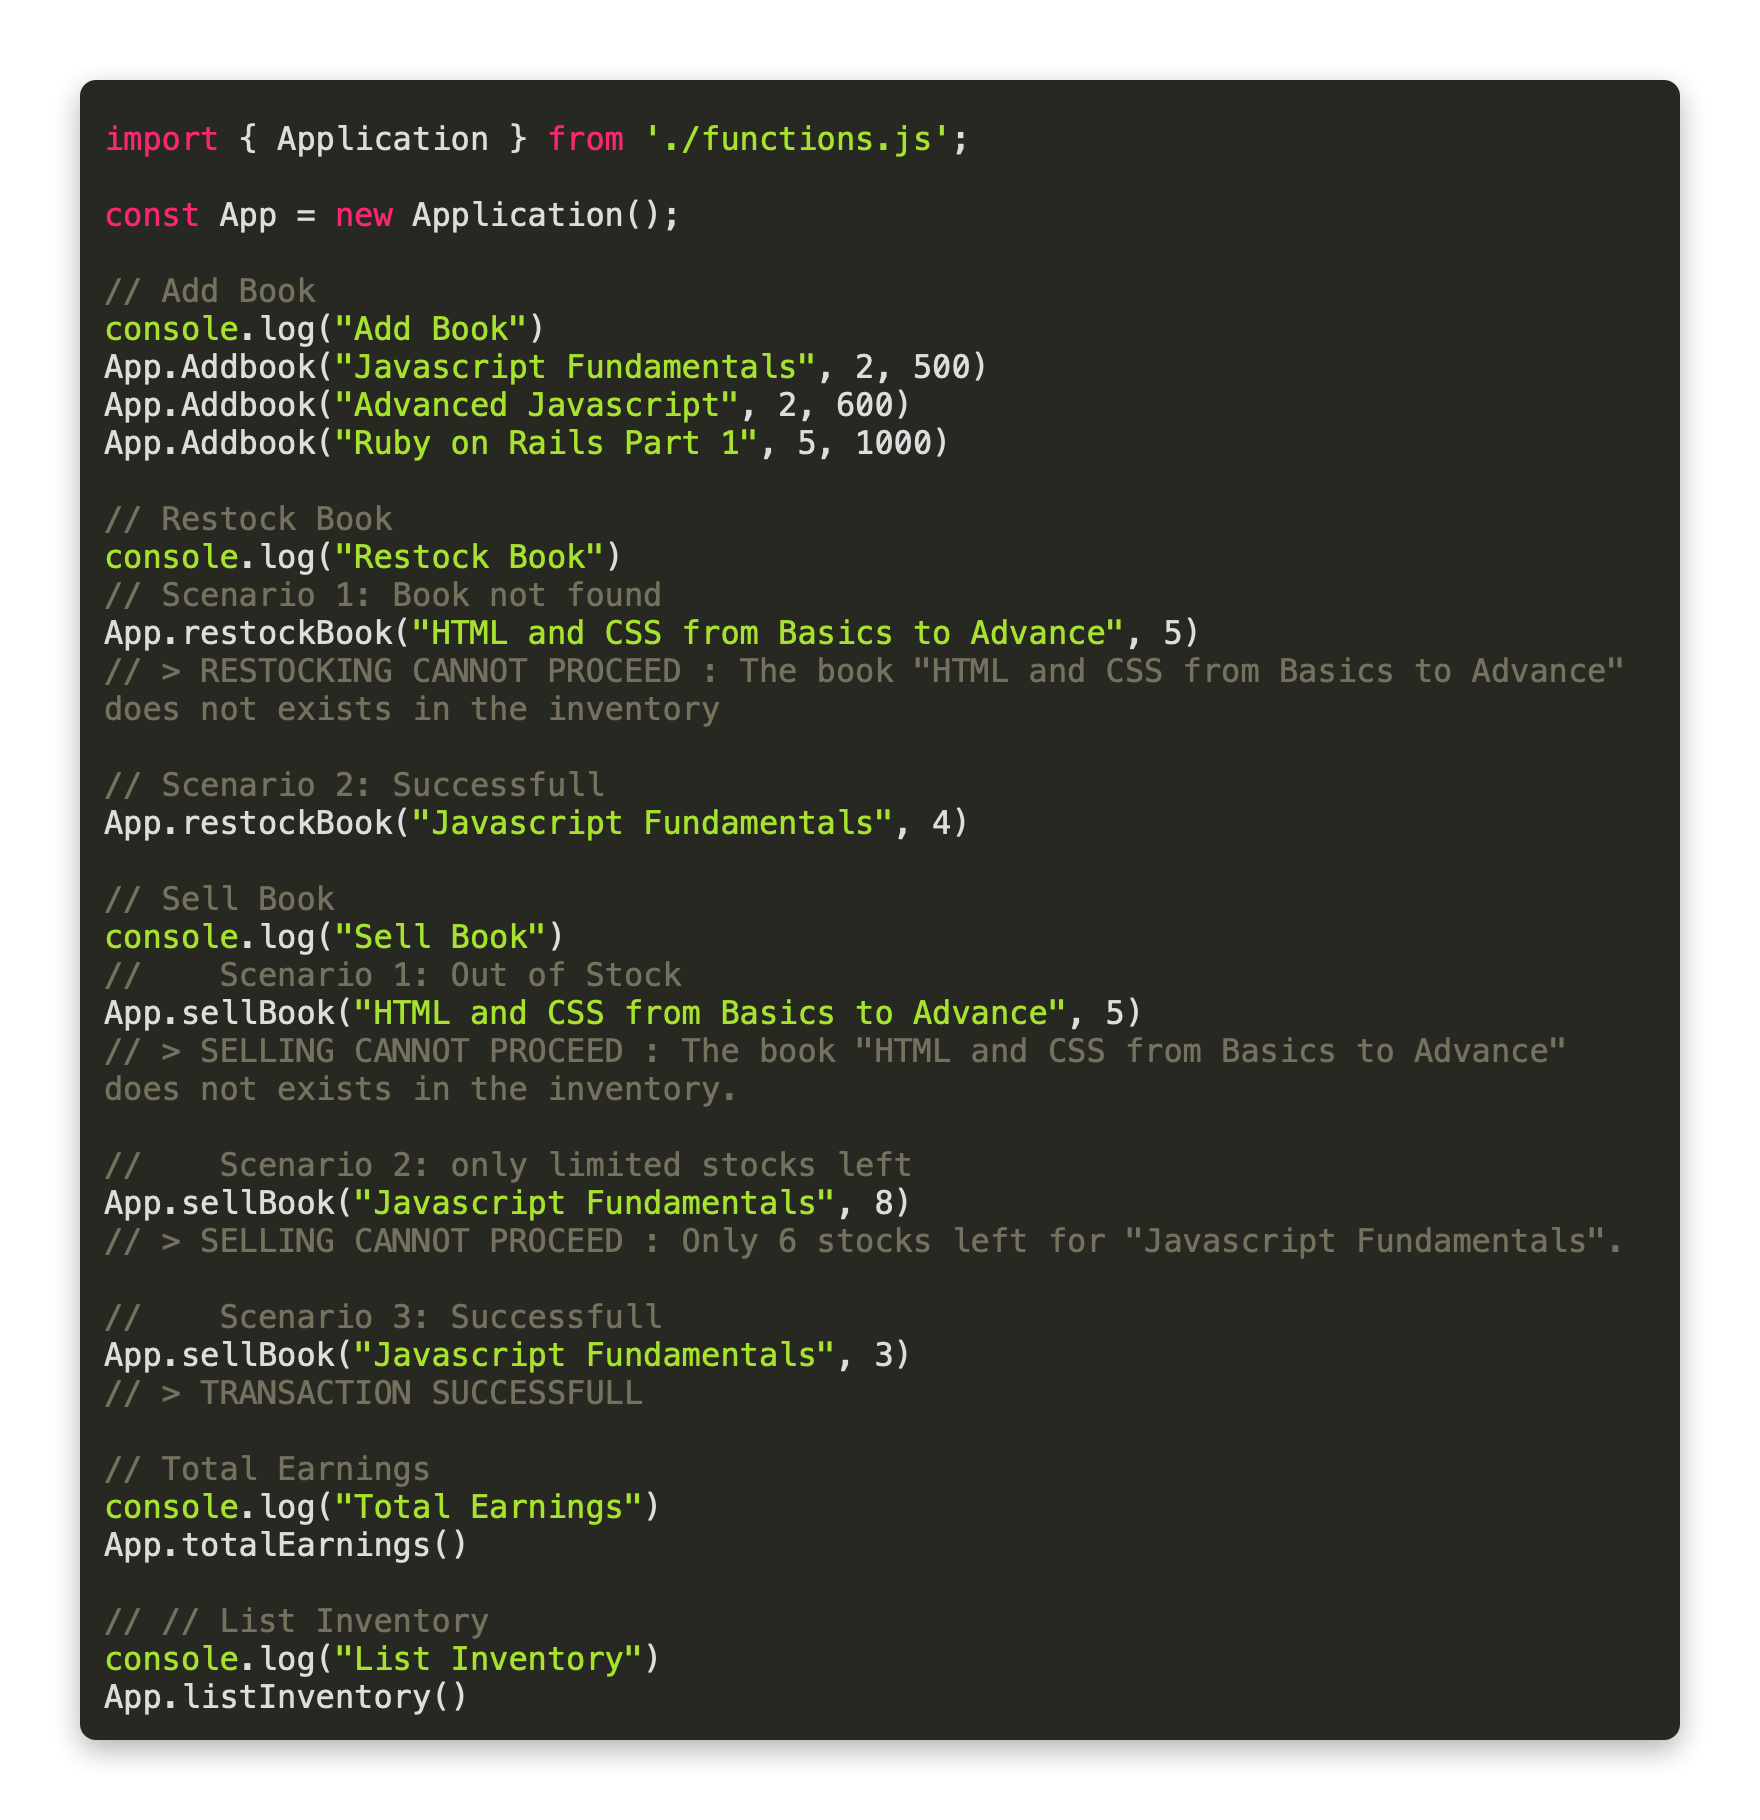 import { Application } from './functions.js';
const App = new Application();
// Add Book
console.log("Add Book")
App.Addbook("Javascript Fundamentals", 2, 500)
App.Addbook("Advanced Javascript", 2, 600)
App.Addbook("Ruby on Rails Part 1", 5, 1000)
// Restock Book
console.log("Restock Book")
// Scenario 1: Book not found
App.restockBook("HTML and CSS from Basics to Advance", 5)
// > RESTOCKING CANNOT PROCEED : The book "HTML and CSS from Basics to Advance"
does not exists in the inventory
// Scenario 2: Successfull
App.restockBook("Javascript Fundamentals", 4)
// Sell Book
console.log("Sell Book")
//    Scenario 1: Out of Stock
App.sellBook("HTML and CSS from Basics to Advance", 5)
// > SELLING CANNOT PROCEED : The book "HTML and CSS from Basics to Advance"
does not exists in the inventory.
//    Scenario 2: only limited stocks left
App.sellBook("Javascript Fundamentals", 8)
// > SELLING CANNOT PROCEED : Only 6 stocks left for "Javascript Fundamentals".
//    Scenario 3: Successfull
App.sellBook("Javascript Fundamentals", 3)
// > TRANSACTION SUCCESSFULL
// Total Earnings
console.log("Total Earnings")
App.totalEarnings()
// // List Inventory
console.log("List Inventory")
App.listInventory()